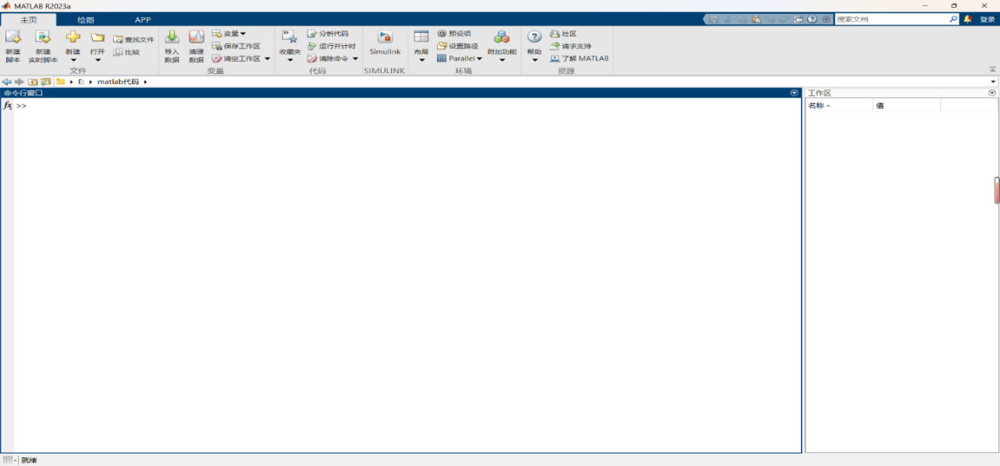 MATLAB R2023a
主页 绘图 APP 搜索文档 登录
新建脚本 新建实时脚本 新建 打开 查找文件 比较
导入数据 清理数据 变量 保存工作区 清空工作区
收藏夹 分析代码 运行并计时 清除命令
Simulink
布局 预设项 设置路径 Parallel 附加功能
帮助 社区 请求支持 了解 MATLAB
文件 变量 代码 SIMULINK 环境 资源
E: matlab代码
命令行窗口 工作区
fx >> 名称 值
就绪